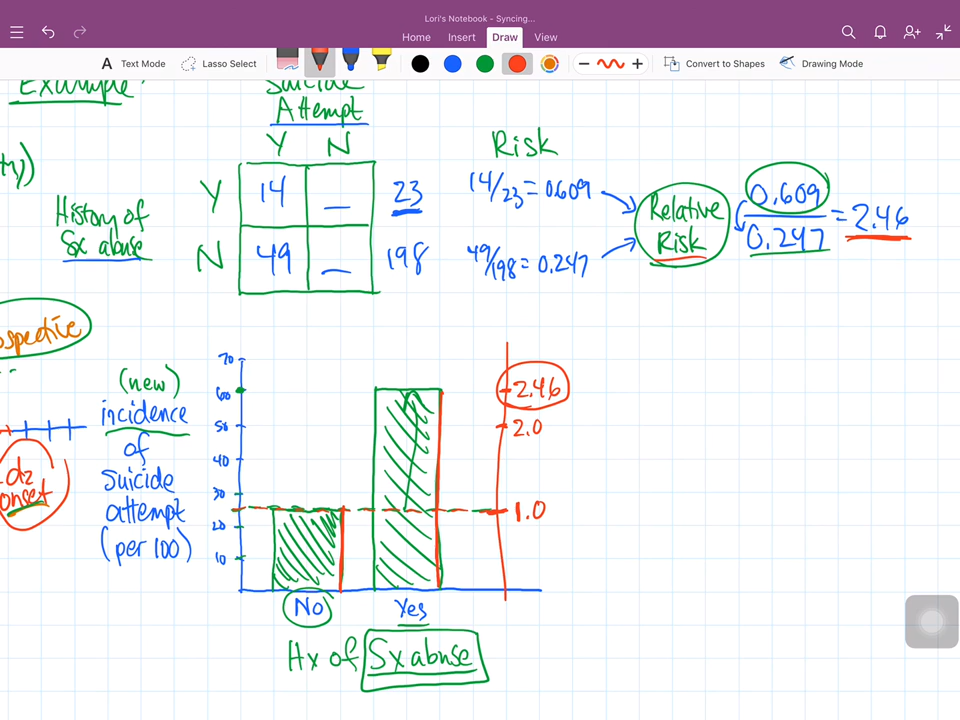 Lori's Notebook - Syncing...
Home Insert Draw View
Text Mode Lasso Select Convert to Shapes Drawing Mode
Example
Suicide
Attempt
Y N
Risk
Y 14 _ 23 14/23 = 0.609
History of
Sx abuse
N 49 _ 198 49/198 = 0.247
Relative
Risk
0.609
0.247
= 2.46
(new)
incidence
of
suicide
attempt
(per 100)
onset
70
60
50
40
30
20
10
2.46
2.0
1.0
No Yes
Hx of Sx abuse